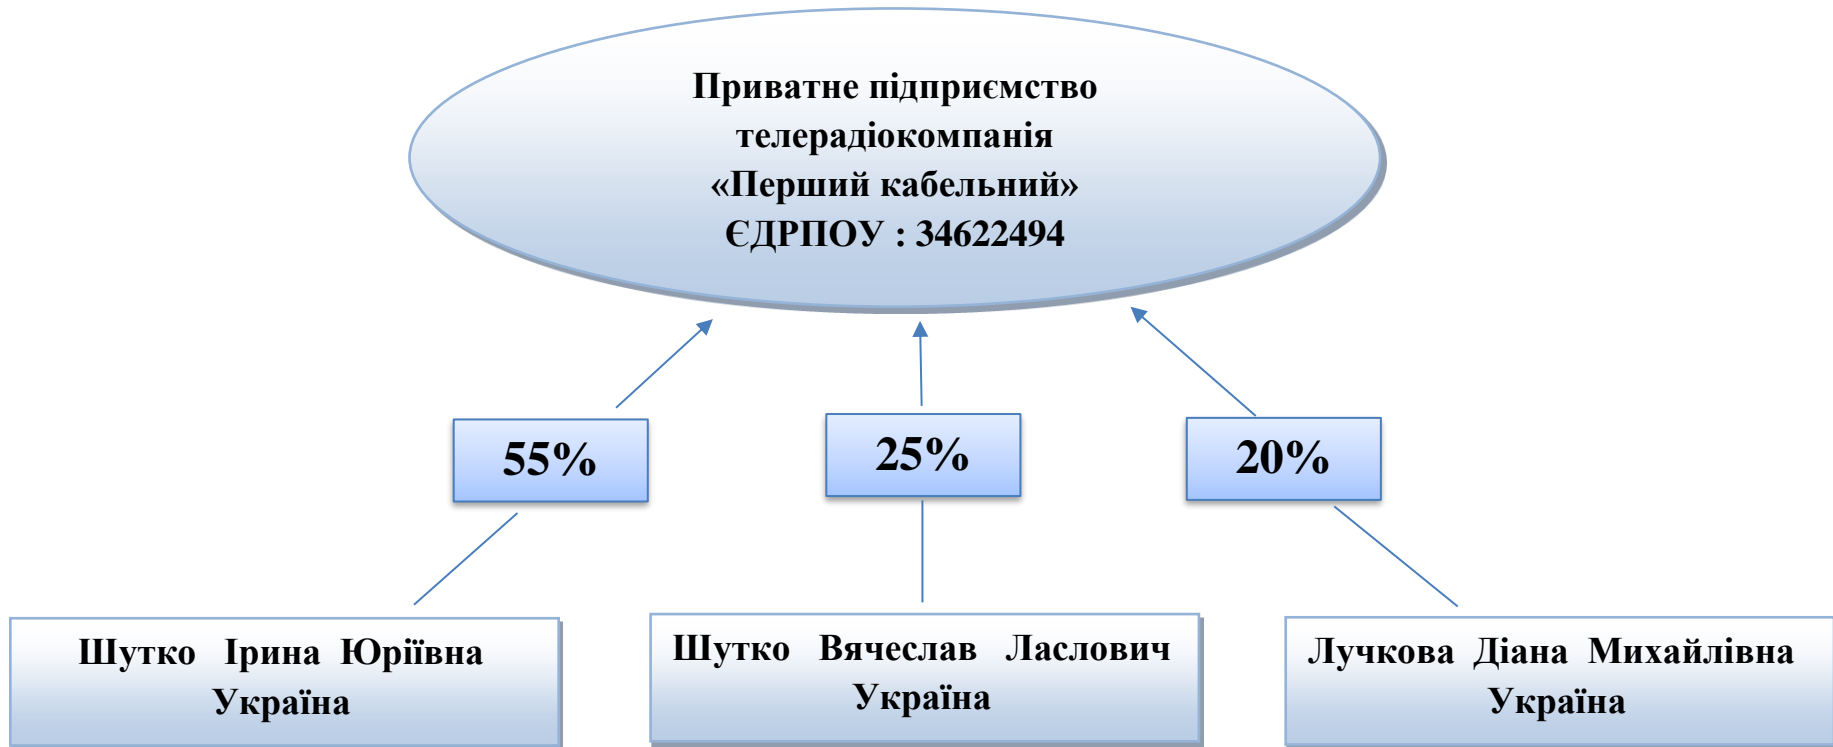 Приватне підприємство
телерадіокомпанія
«Перший кабельний»
ЄДРПОУ : 34622494
55%
25%
20%
Шутко Ірина Юріївна
Україна
Шутко Вячеслав Ласлович
Україна
Лучкова Діана Михайлівна
Україна